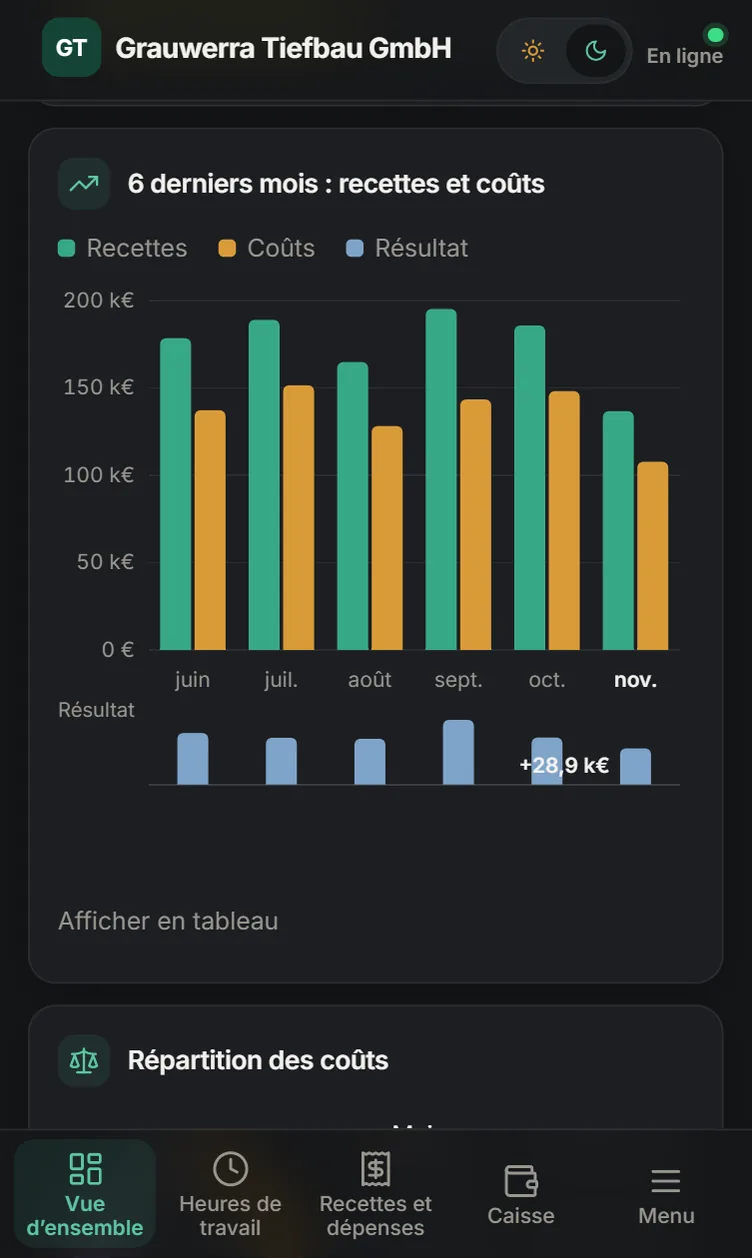 GT
Grauwerra Tiefbau GmbH
En ligne
6 derniers mois : recettes et coûts
Recettes
Coûts
Résultat
200 k€
150 k€
100 k€
50 k€
0 €
juin
juil.
août
sept.
oct.
nov.
Résultat
+28,9 k€
Afficher en tableau
Répartition des coûts
Vue
d’ensemble
Heures de
travail
Recettes et
dépenses
Caisse
Menu